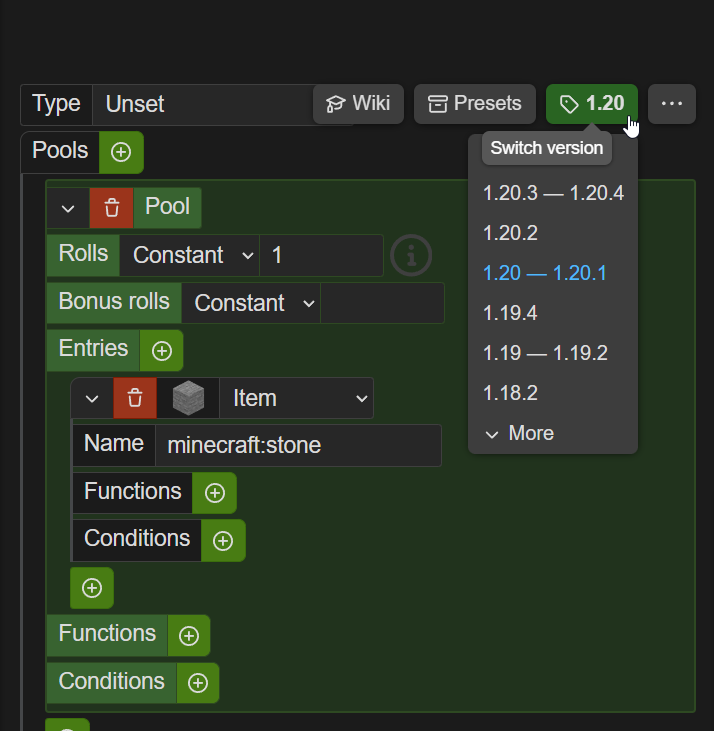 Type Unset Wiki Presets 1.20 ...
Pools
Switch version
Pool
1.20.3 — 1.20.4
1.20.2
1.20 — 1.20.1
1.19.4
1.19 — 1.19.2
1.18.2
More
Rolls Constant 1
Bonus rolls Constant
Entries
Item
Name minecraft:stone
Functions
Conditions
Functions
Conditions